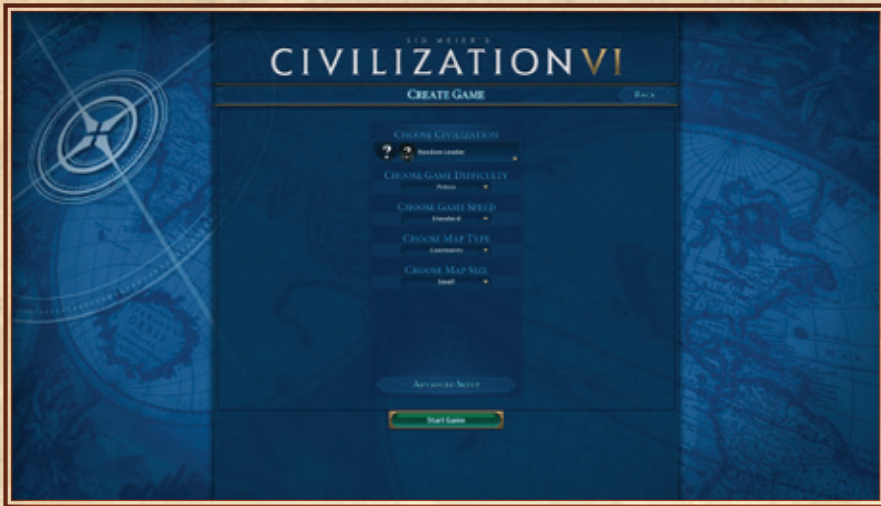 SID MEIER'S
CIVILIZATION VI
CREATE GAME
BACK
CHOOSE CIVILIZATION
? ? Random Leader
CHOOSE GAME DIFFICULTY
Prince
CHOOSE GAME SPEED
Standard
CHOOSE MAP TYPE
Continents
CHOOSE MAP SIZE
Small
ADVANCED SETUP
Start Game